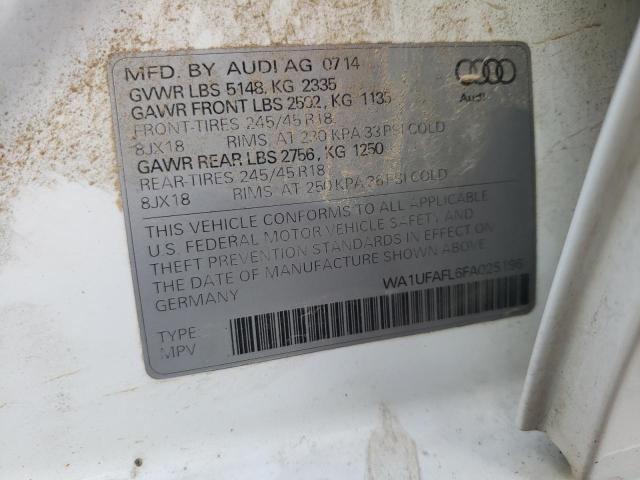 MFD. BY AUDI AG 07 14
GVWR LBS 5148, KG 2335
GAWR FRONT LBS 2502, KG 1135
FRONT-TIRES 245/45 R18
8JX18 RIMS AT 230 KPA 33 PSI COLD
GAWR REAR LBS 2756, KG 1250
REAR-TIRES 245/45 R18
8JX18 RIMS AT 250 KPA 36 PSI COLD
Audi
THIS VEHICLE CONFORMS TO ALL APPLICABLE
U.S. FEDERAL MOTOR VEHICLE SAFETY AND
THEFT PREVENTION STANDARDS IN EFFECT ON
THE DATE OF MANUFACTURE SHOWN ABOVE
GERMANY
WA1UFAFL6FA025196
TYPE
MPV